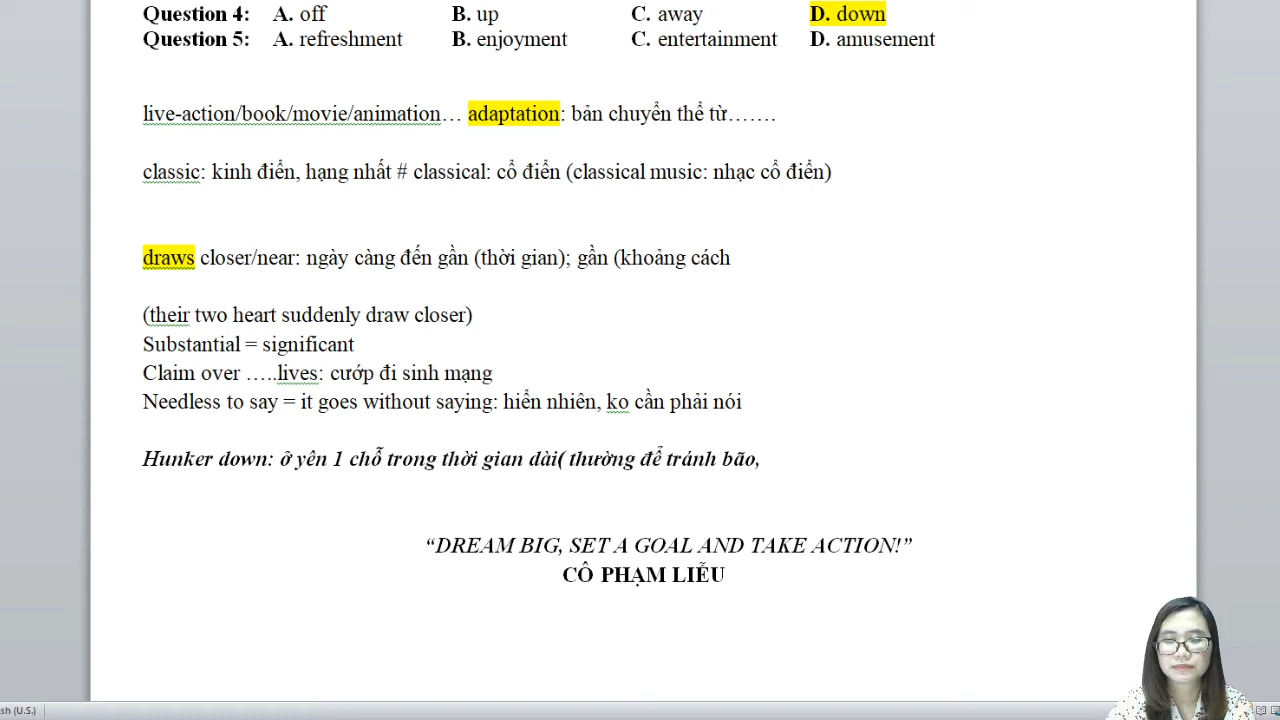 Question 4: A. off B. up C. away D. down
Question 5: A. refreshment B. enjoyment C. entertainment D. amusement
live-action/book/movie/animation… adaptation: bản chuyển thể từ…….
classic: kinh điển, hạng nhất # classical: cổ điển (classical music: nhạc cổ điển)
draws closer/near: ngày càng đến gần (thời gian); gần (khoảng cách
(their two heart suddenly draw closer)
Substantial = significant
Claim over …..lives: cướp đi sinh mạng
Needless to say = it goes without saying: hiển nhiên, ko cần phải nói
Hunker down: ở yên 1 chỗ trong thời gian dài( thường để tránh bão,
“DREAM BIG, SET A GOAL AND TAKE ACTION!”
CÔ PHẠM LIỄU
sh (U.S.)